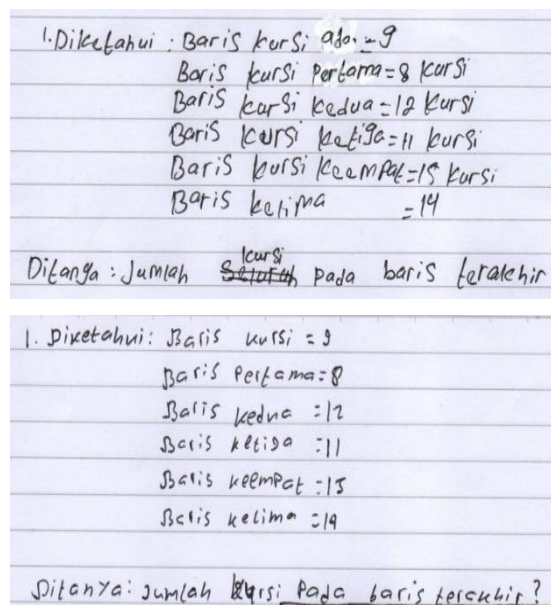 1. Diketahui : Baris kursi ada = 9
Baris kursi Pertama = 8 kursi
Baris kursi kedua = 12 kursi
Baris kursi ketiga = 11 kursi
Baris kursi keempat = 15 kursi
Baris kelima = 14
Ditanya : Jumlah kursi pada baris terakhir
1. Diketahui : Baris kursi = 9
Baris Pertama = 8
Baris kedua = 12
Baris ketiga = 11
Baris keempat = 15
Baris kelima = 14
Ditanya : Jumlah kursi pada baris terakhir?